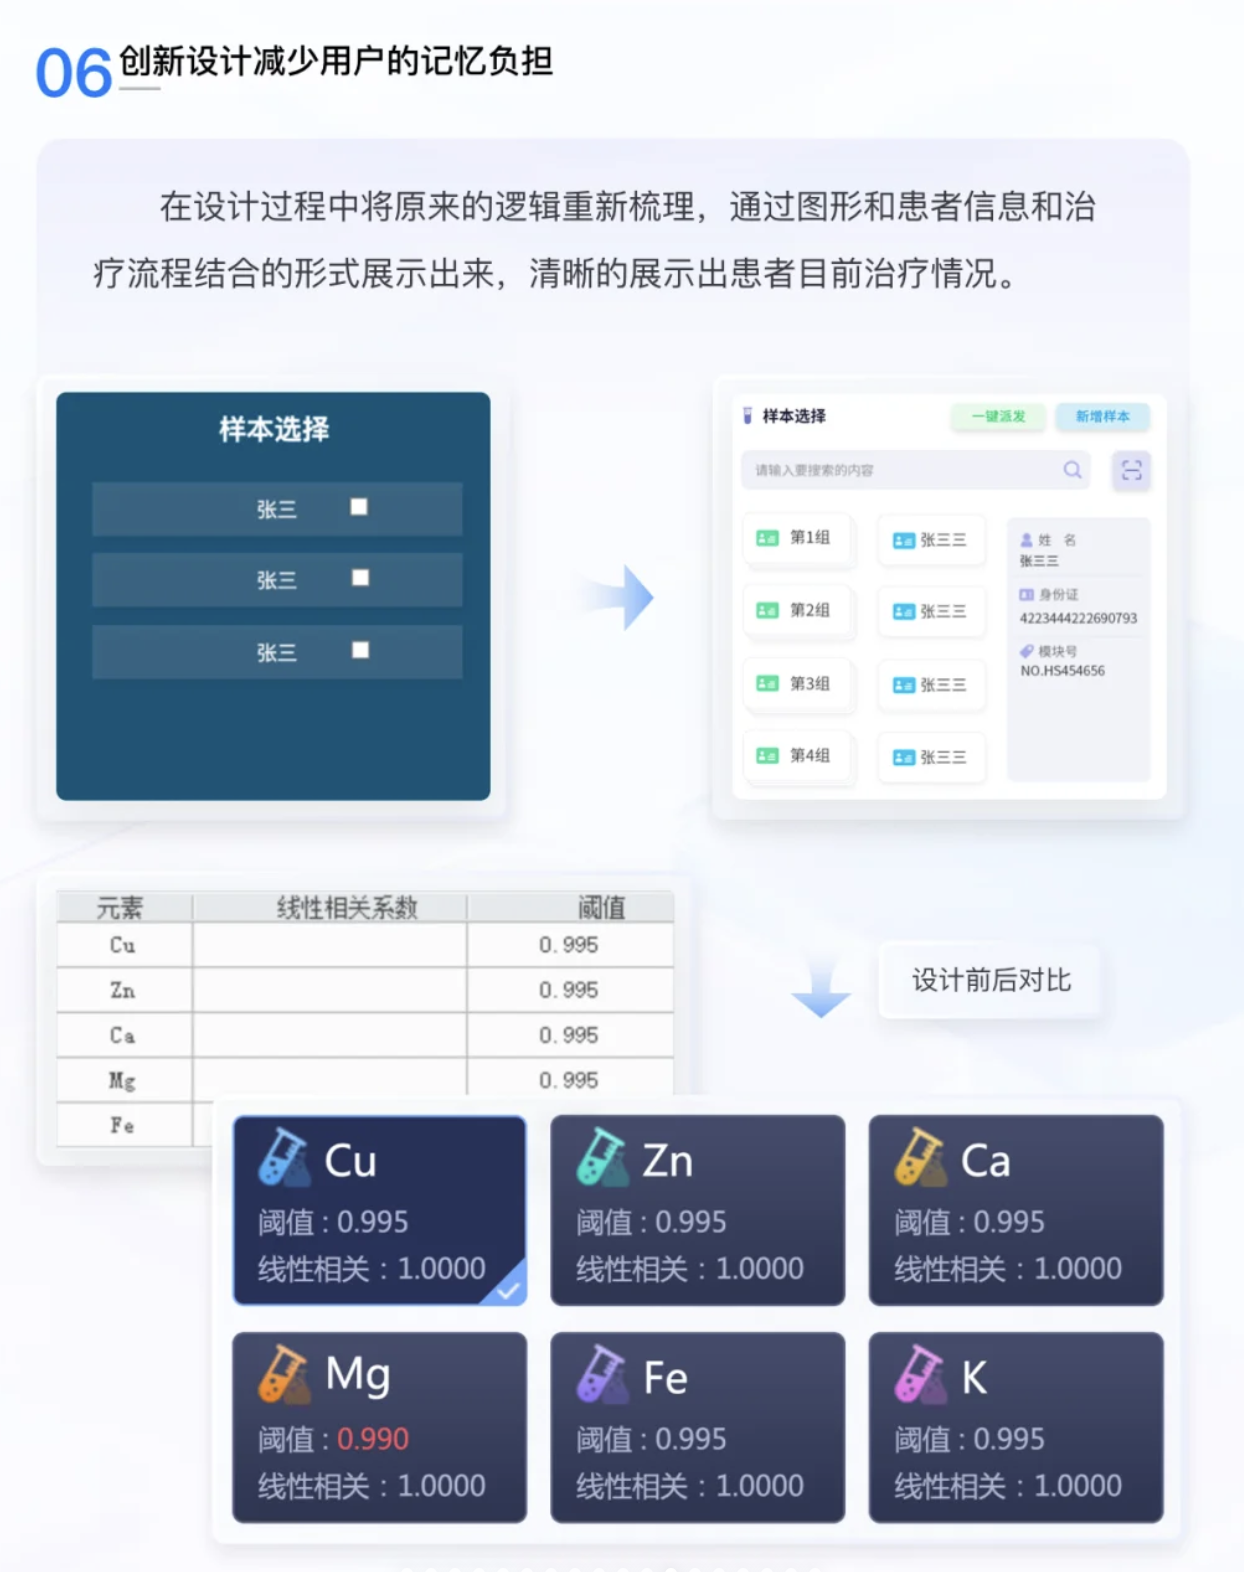 06
创新设计减少用户的记忆负担
在设计过程中将原来的逻辑重新梳理，通过图形和患者信息和治
疗流程结合的形式展示出来，清晰的展示出患者目前治疗情况。
样本选择
张三
张三
张三
样本选择
一键派发
新增样本
请输入要搜索的内容
第1组
张三三
第2组
张三三
第3组
张三三
第4组
张三三
姓 名
张三三
身份证
4223444222690793
模块号
NO.HS454656
元素 线性相关系数 阈值
Cu 0.995
Zn 0.995
Ca 0.995
Mg 0.995
Fe
设计前后对比
Cu
阈值：0.995
线性相关：1.0000
Zn
阈值：0.995
线性相关：1.0000
Ca
阈值：0.995
线性相关：1.0000
Mg
阈值：0.990
线性相关：1.0000
Fe
阈值：0.995
线性相关：1.0000
K
阈值：0.995
线性相关：1.0000